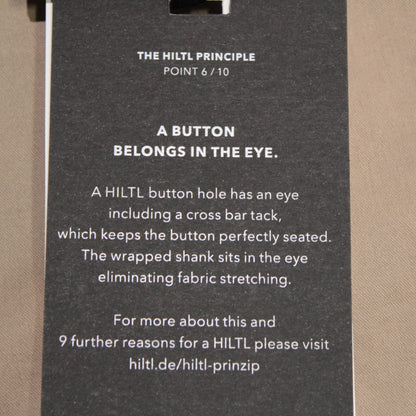 THE HILTL PRINCIPLE
POINT 6 / 10
A BUTTON
BELONGS IN THE EYE.
A HILTL button hole has an eye
including a cross bar tack,
which keeps the button perfectly seated.
The wrapped shank sits in the eye
eliminating fabric stretching.
For more about this and
9 further reasons for a HILTL please visit
hiltl.de/hiltl-prinzip